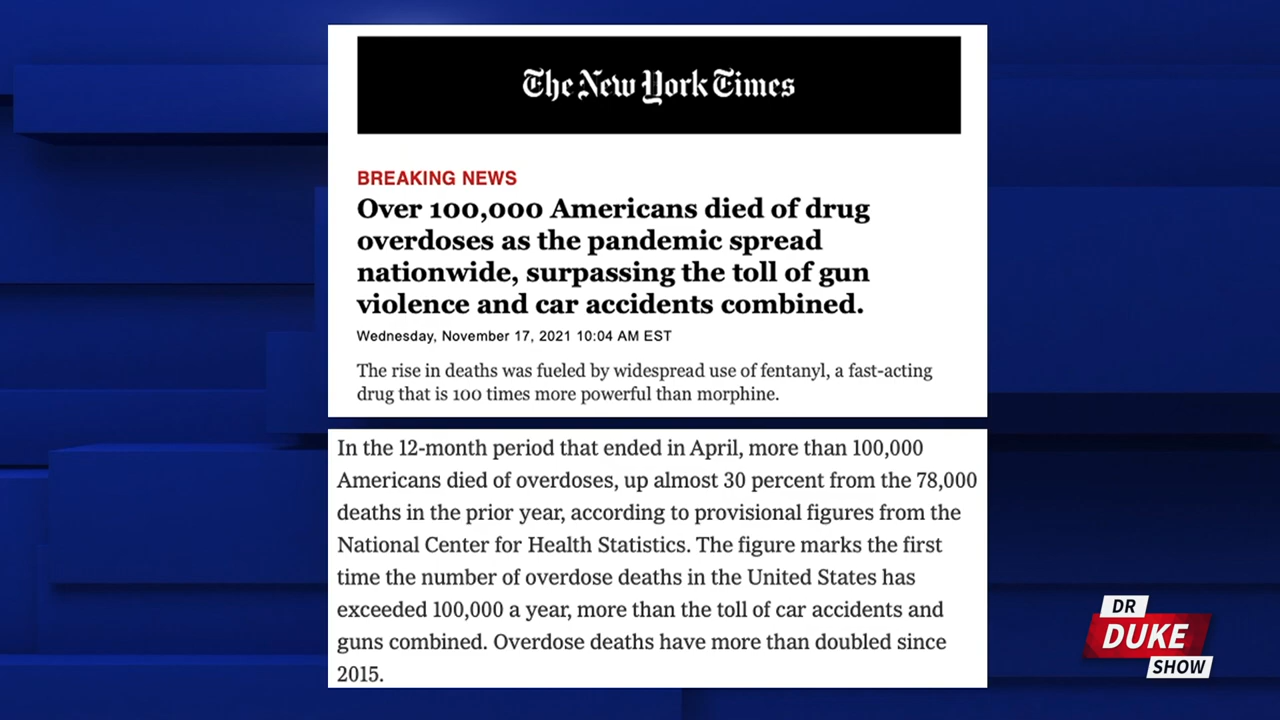 The New York Times
BREAKING NEWS
Over 100,000 Americans died of drug
overdoses as the pandemic spread
nationwide, surpassing the toll of gun
violence and car accidents combined.
Wednesday, November 17, 2021 10:04 AM EST
The rise in deaths was fueled by widespread use of fentanyl, a fast-acting
drug that is 100 times more powerful than morphine.
In the 12-month period that ended in April, more than 100,000
Americans died of overdoses, up almost 30 percent from the 78,000
deaths in the prior year, according to provisional figures from the
National Center for Health Statistics. The figure marks the first
time the number of overdose deaths in the United States has
exceeded 100,000 a year, more than the toll of car accidents and
guns combined. Overdose deaths have more than doubled since
2015.
DR
DUKE
SHOW